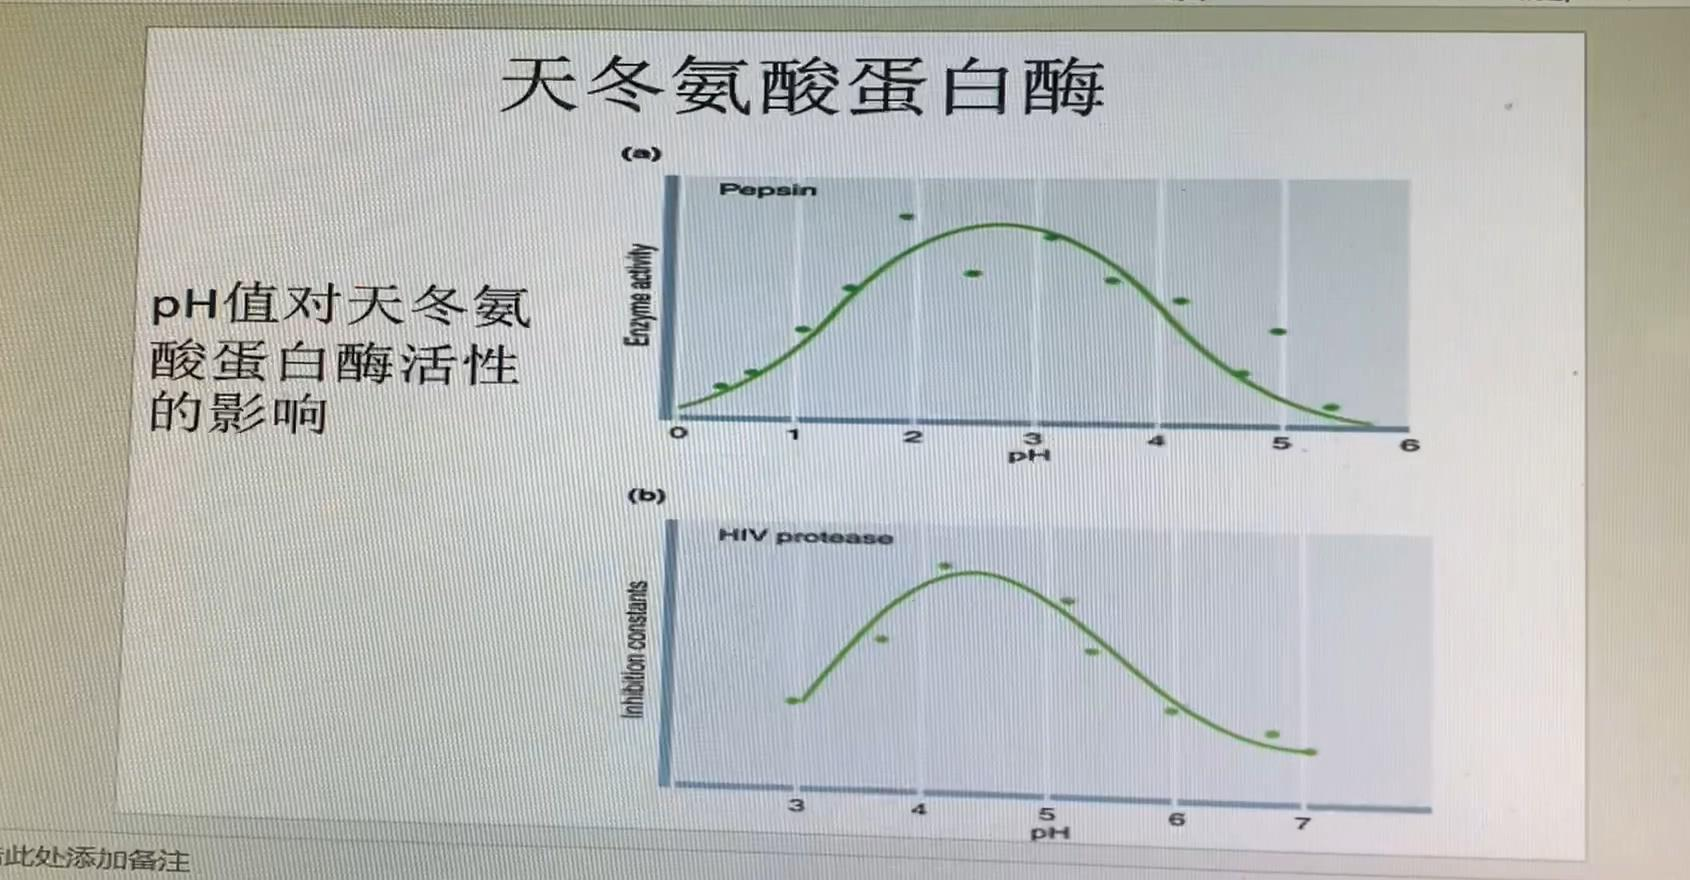 天冬氨酸蛋白酶
pH值对天冬氨
酸蛋白酶活性
的影响
(a)
Pepsin
Enzyme activity
0 1 2 3 4 5 6
pH
(b)
HIV protease
Inhibition constants
3 4 5 6 7
pH
此处添加备注